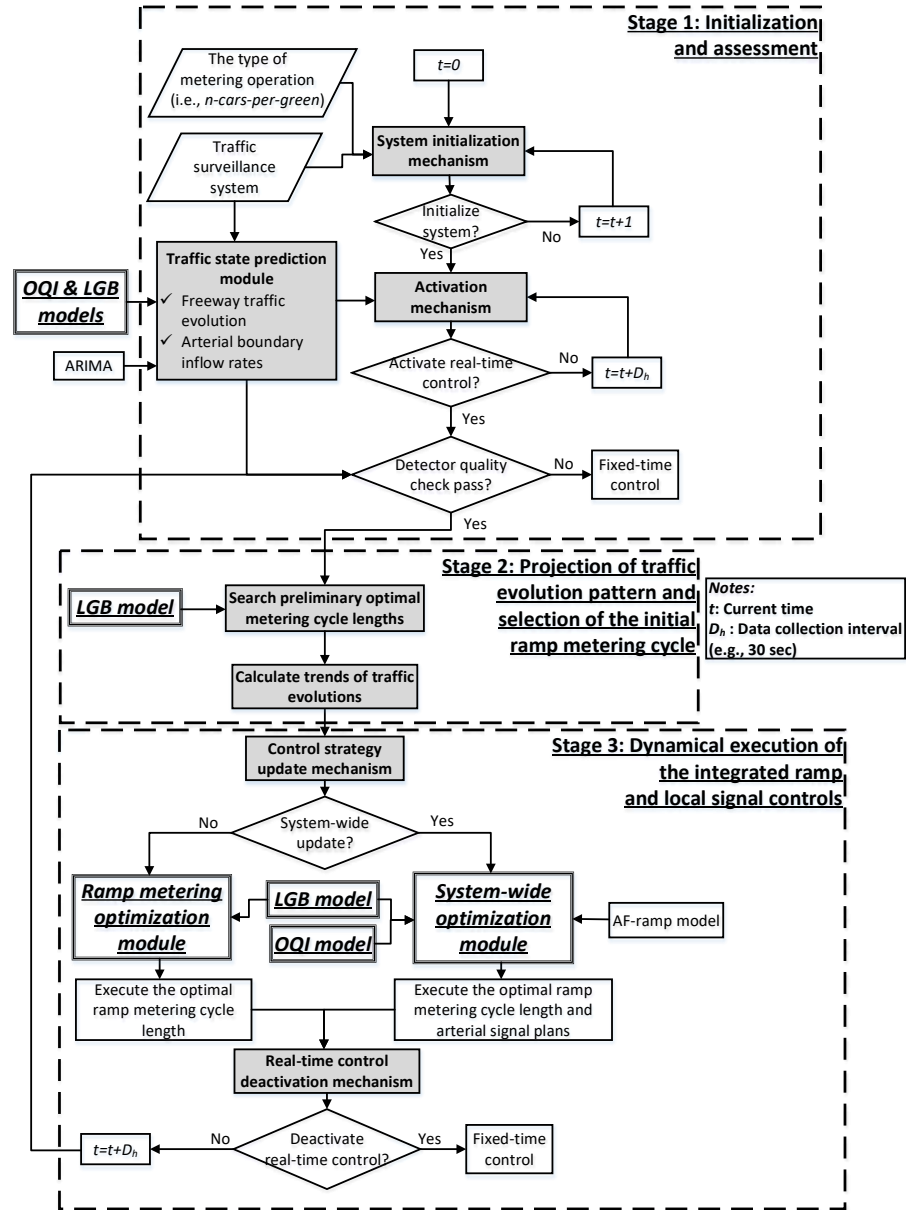 Stage 1: Initialization
and assessment
The type of
metering operation
(i.e., n-cars-per-green)
t=0
Traffic
surveillance
system
System initialization
mechanism
Initialize
system?
No
t=t+1
Yes
Traffic state prediction
module
✓ Freeway traffic
evolution
✓ Arterial boundary
inflow rates
OQI & LGB
models
ARIMA
Activation
mechanism
Activate real-time
control?
No
t=t+Dh
Yes
Detector quality
check pass?
No
Fixed-time
control
Yes
Stage 2: Projection of traffic
evolution pattern and
selection of the initial
ramp metering cycle
LGB model
Search preliminary optimal
metering cycle lengths
Calculate trends of traffic
evolutions
Notes:
t: Current time
Dh : Data collection interval
(e.g., 30 sec)
Stage 3: Dynamical execution of
the integrated ramp
and local signal controls
Control strategy
update mechanism
System-wide
update?
No
Yes
Ramp metering
optimization
module
LGB model
OQI model
System-wide
optimization
module
AF-ramp model
Execute the optimal
ramp metering cycle
length
Execute the optimal ramp
metering cycle length and
arterial signal plans
Real-time control
deactivation mechanism
Deactivate
real-time control?
No
t=t+Dh
Yes
Fixed-time
control